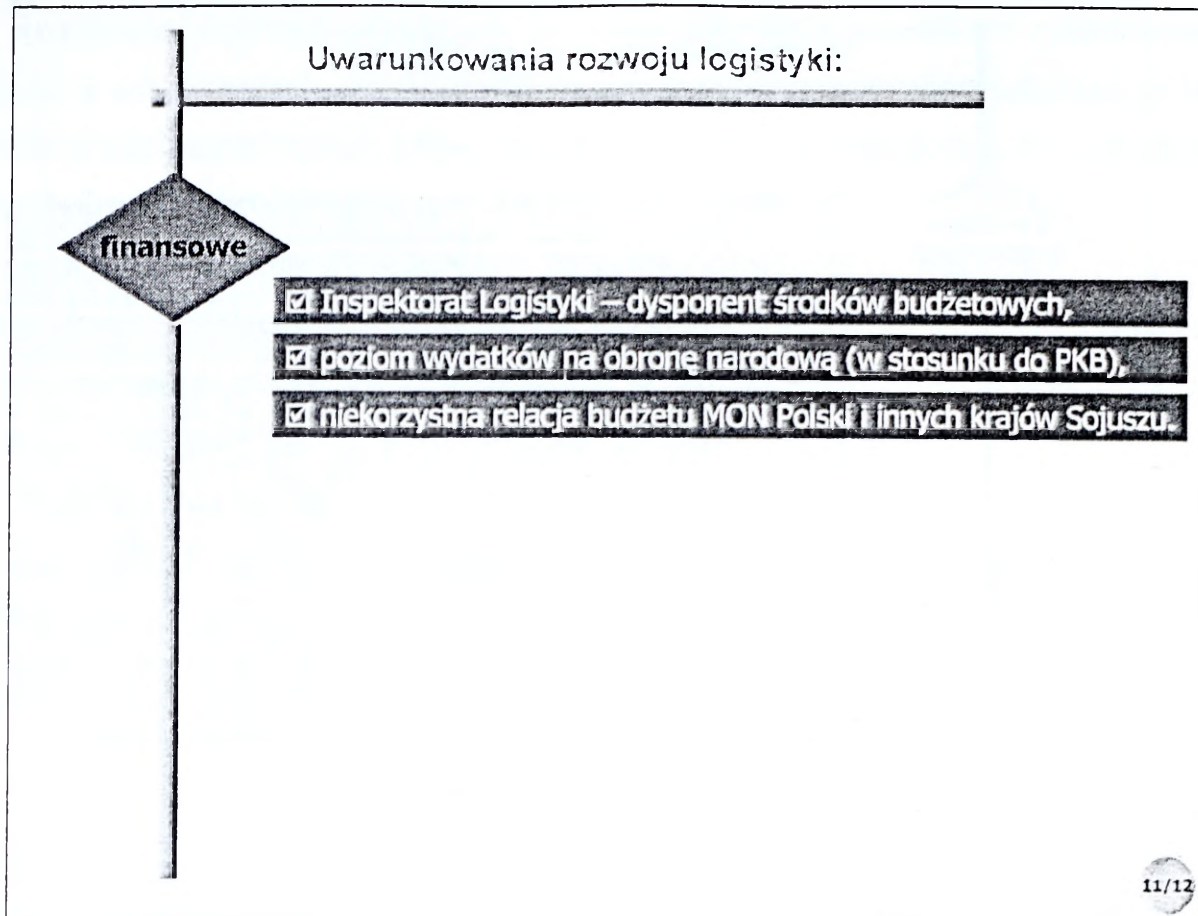 Uwarunkowania rozwoju logistyki:
finansowe
☑ Inspektorat Logistyki – dysponent środków budżetowych,
☑ poziom wydatków na obronę narodową (w stosunku do PKB),
☑ niekorzystna relacja budżetu MON Polski i innych krajów Sojuszu.
11/12